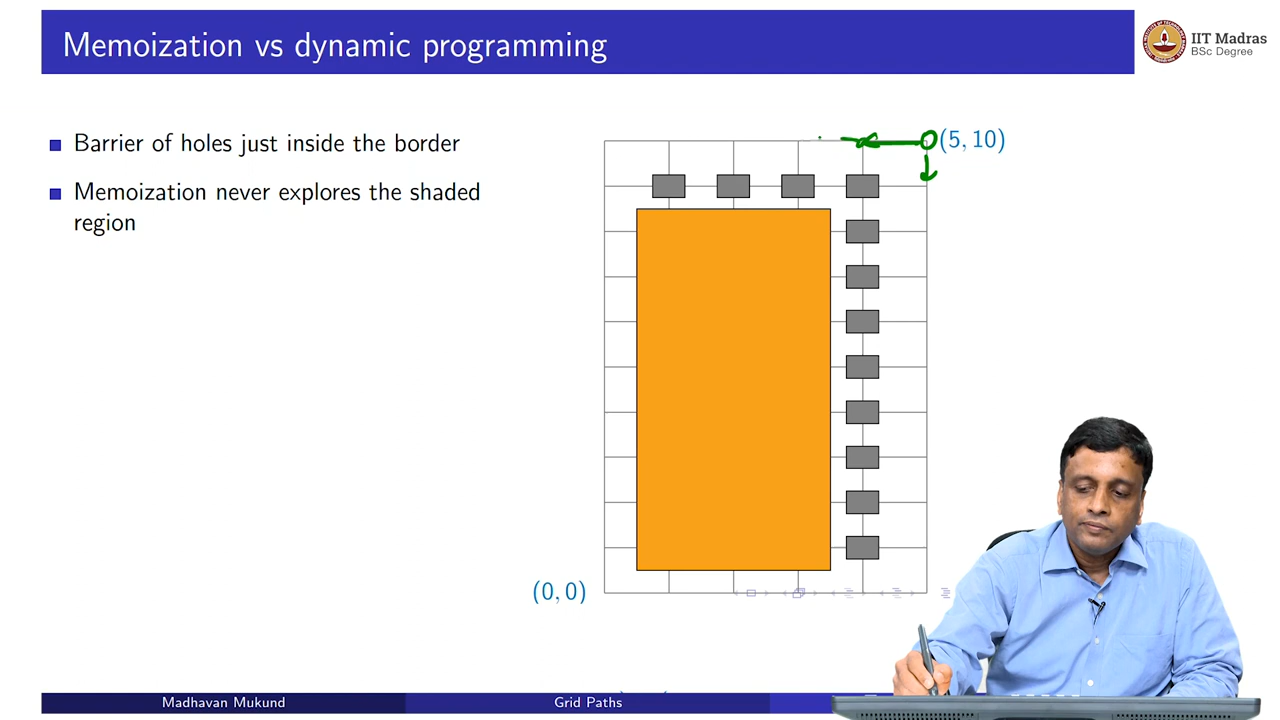 Memoization vs dynamic programming
IIT Madras
BSc Degree
Barrier of holes just inside the border
Memoization never explores the shaded
region
(5, 10)
(0, 0)
Madhavan Mukund
Grid Paths